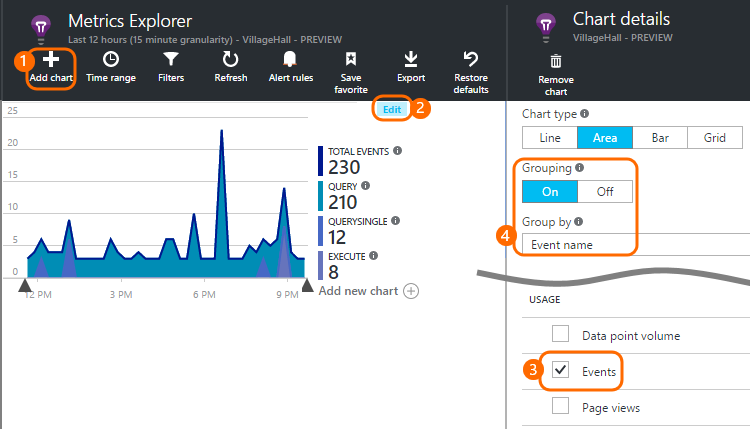 Metrics Explorer
Last 12 hours (15 minute granularity) - VillageHall - PREVIEW
1
Add chart
Time range
Filters
Refresh
Alert rules
Save favorite
Export
Restore defaults
Edit
2
25
20
15
10
5
0
12 PM
3 PM
6 PM
9 PM
TOTAL EVENTS
230
QUERY
210
QUERYSINGLE
12
EXECUTE
8
Add new chart
Chart details
VillageHall - PREVIEW
Remove chart
Chart type
Line
Area
Bar
Grid
Grouping
On
Off
4
Group by
Event name
USAGE
Data point volume
3
Events
Page views